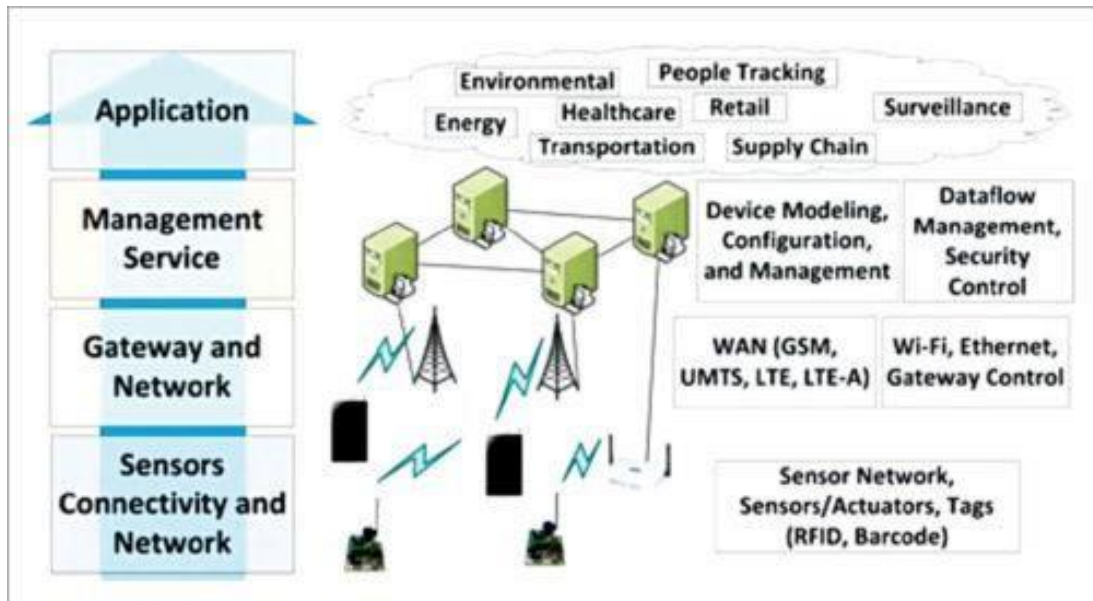 Application
Environmental
People Tracking
Energy
Healthcare
Retail
Surveillance
Transportation
Supply Chain
Management
Service
Device Modeling,
Configuration,
and Management
Dataflow
Management,
Security
Control
Gateway and
Network
WAN (GSM,
UMTS, LTE, LTE-A)
Wi-Fi, Ethernet,
Gateway Control
Sensors
Connectivity and
Network
Sensor Network,
Sensors/Actuators, Tags
(RFID, Barcode)